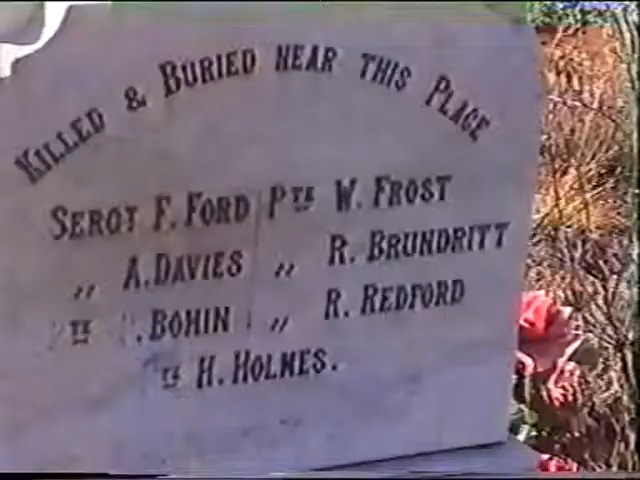 KILLED & BURIED NEAR THIS PLACE
SERGT F. FORD PTE W. FROST
〃 A. DAVIES 〃 R. BRUNDRITT
BOHIN 〃 R. REDFORD
H. HOLMES.